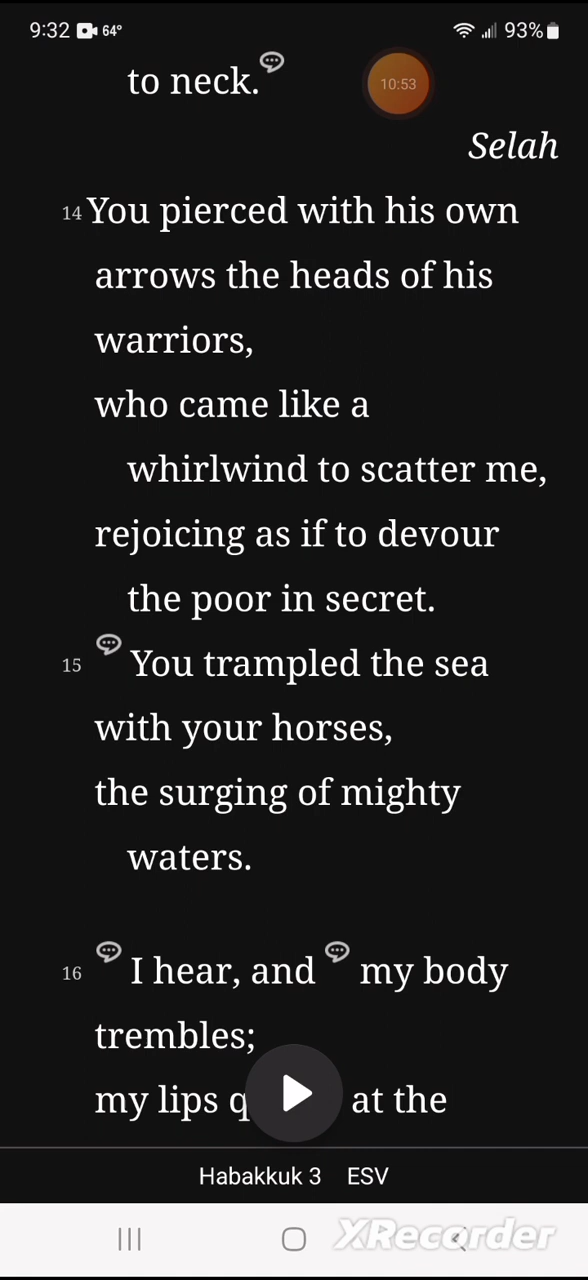 9:32 64° 93%
to neck.
10:53
Selah
14 You pierced with his own
arrows the heads of his
warriors,
who came like a
whirlwind to scatter me,
rejoicing as if to devour
the poor in secret.
15 You trampled the sea
with your horses,
the surging of mighty
waters.
16 I hear, and my body
trembles;
my lips at the
Habakkuk 3 ESV
XRecorder